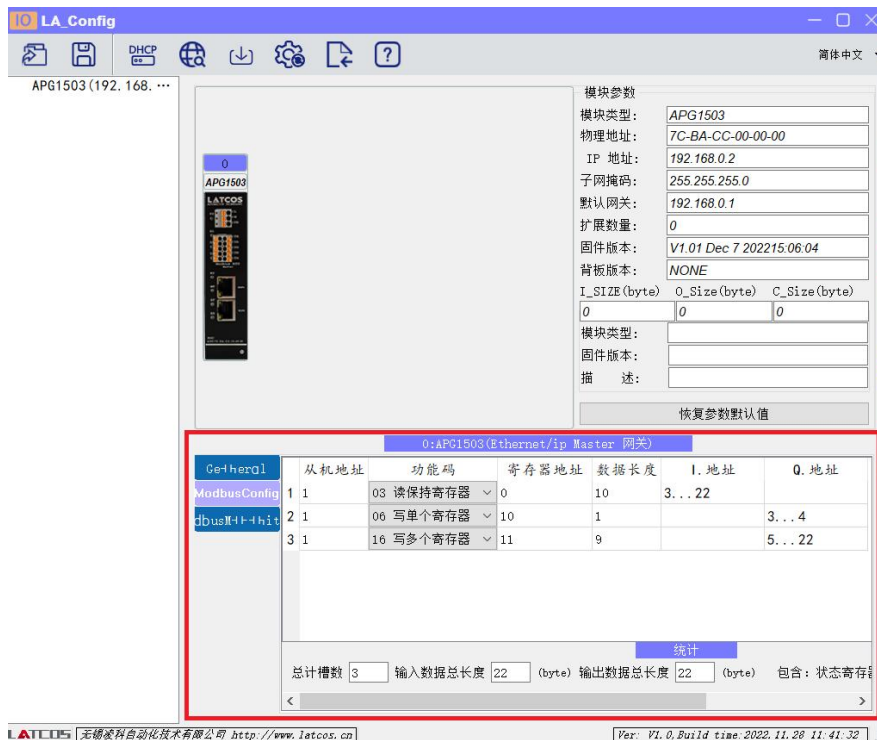 IO LA_Config
DHCP
简体中文
APG1503(192.168.…
0
APG1503
LATCOS
模块参数
模块类型: APG1503
物理地址: 7C-BA-CC-00-00-00
IP 地址: 192.168.0.2
子网掩码: 255.255.255.0
默认网关: 192.168.0.1
扩展数量: 0
固件版本: V1.01 Dec 7 202215:06:04
背板版本: NONE
I_SIZE(byte) O_Size(byte) C_Size(byte)
0 0 0
模块类型:
固件版本:
描 述:
恢复参数默认值
0:APG1503(Ethernet/ip Master 网关)
ModbusConfig
从机地址 功能码 寄存器地址 数据长度 I.地址 Q.地址
1 1 03 读保持寄存器 0 10 3...22
2 1 06 写单个寄存器 10 1 3...4
3 1 16 写多个寄存器 11 9 5...22
统计
总计槽数 3 输入数据总长度 22 (byte) 输出数据总长度 22 (byte) 包含：状态寄存
LATCOS 无锡凌科自动化技术有限公司 http://www.latcos.cn
Ver: V1.0,Build time:2022.11.28 11:41:32